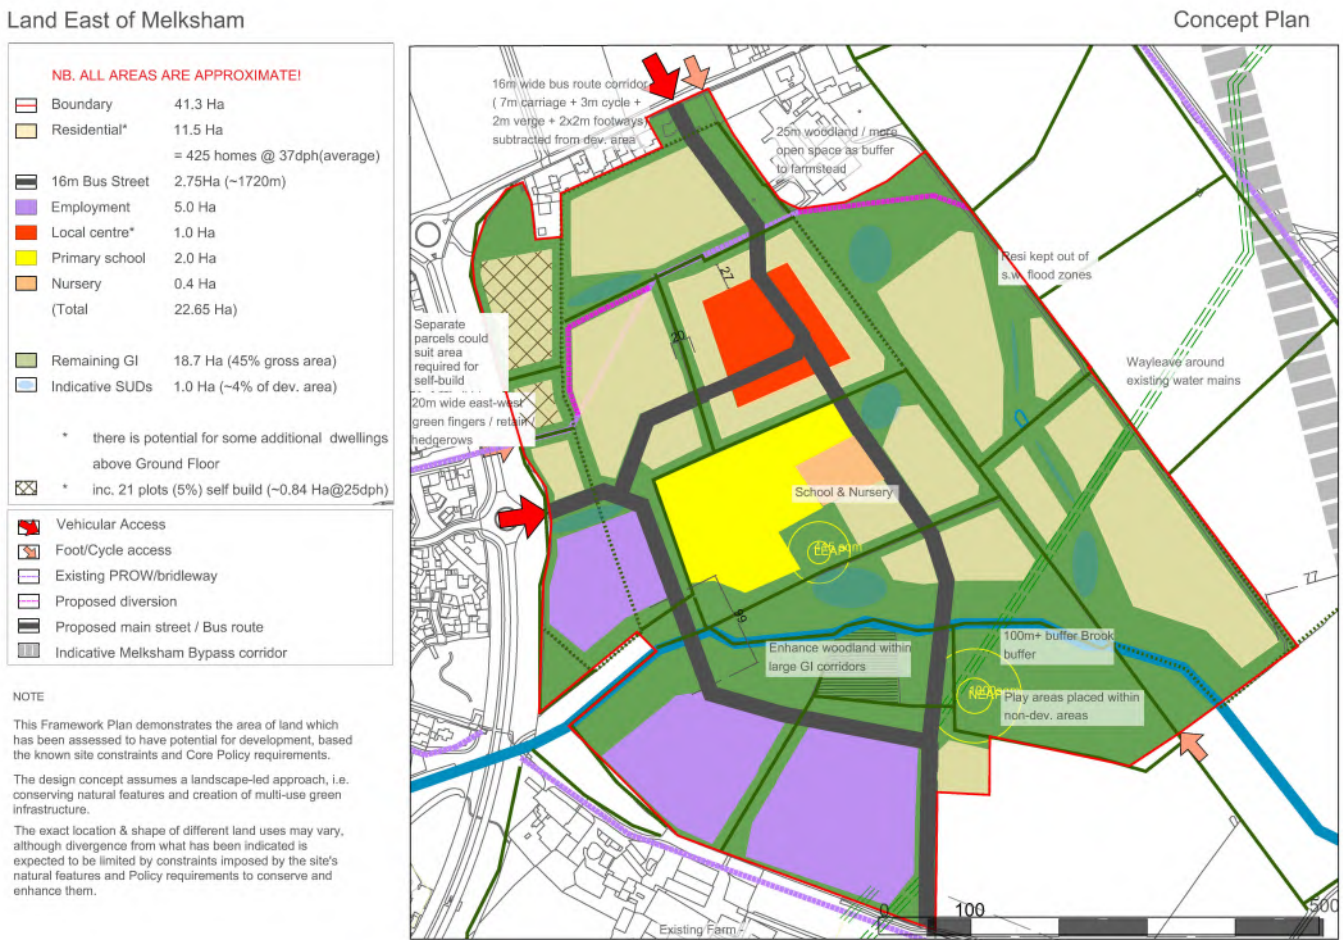 Land East of Melksham
Concept Plan
NB. ALL AREAS ARE APPROXIMATE!
Boundary 41.3 Ha
Residential* 11.5 Ha
= 425 homes @ 37dph(average)
16m Bus Street 2,75Ha (~1720m)
Employment 5.0 Ha
Local centre* 1.0 Ha
Primary school 2.0 Ha
Nursery 0.4 Ha
(Total 22.65 Ha)
Remaining GI 18.7 Ha (45% gross area)
Indicative SUDs 1.0 Ha (~4% of dev. area)
* there is potential for some additional dwellings
above Ground Floor
* inc. 21 plots (5%) self build (~0.84 Ha@25dph)
Vehicular Access
Foot/Cycle access
Existing PROW/bridleway
Proposed diversion
Proposed main street / Bus route
Indicative Melksham Bypass corridor
NOTE
This Framework Plan demonstrates the area of land which
has been assessed to have potential for development, based
the known site constraints and Core Policy requirements.
The design concept assumes a landscape-led approach, i.e.
conserving natural features and creation of multi-use green
infrastructure.
The exact location & shape of different land uses may vary,
although divergence from what has been indicated is
expected to be limited by constraints imposed by the site's
natural features and Policy requirements to conserve and
enhance them.
16m wide bus route corridor
( 7m carriage + 3m cycle +
2m verge + 2x2m footways)
subtracted from dev. area
25m woodland / more
open space as buffer
to farmstead
Resi kept out of
s.w. flood zones
Wayleave around
existing water mains
Separate
parcels could
suit area
required for
self-build
20m wide east-west
green fingers / retain /
hedgerows
27
20
School & Nursery
LEAP
99
77
Enhance woodland within
large GI corridors
100m+ buffer Brook
buffer
NEAP
Play areas placed within
non-dev. areas
Existing Farm
0 100 500